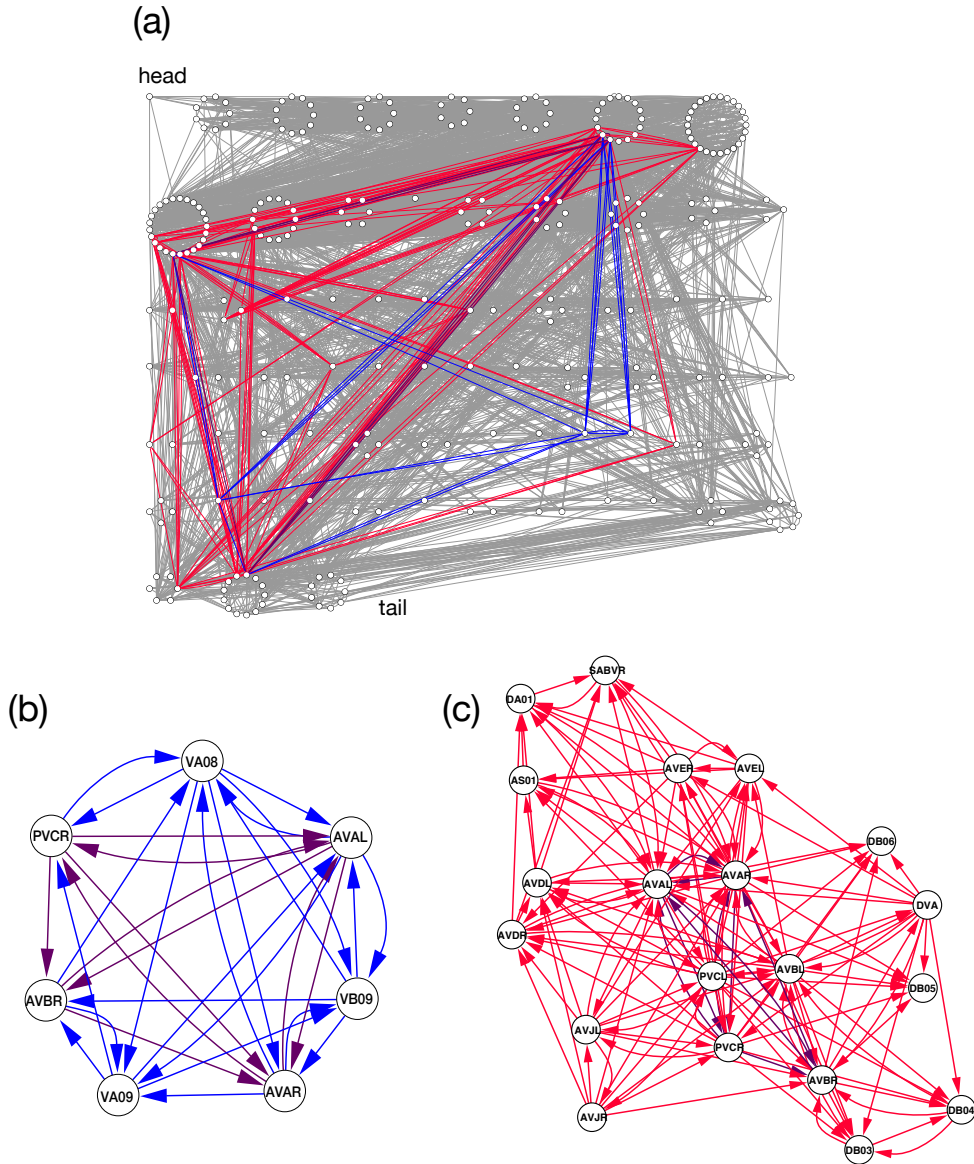 (a)
head
tail
(b)
VA08
PVCR
AVAL
AVBR
VB09
VA09
AVAR
(c)
SABVR
DA01
AVER
AVEL
AS01
DB06
AVDL
AVAL
AVAR
DVA
AVDR
PVCL
AVBL
DB05
AVJL
PVCR
AVBR
AVJR
DB04
DB03